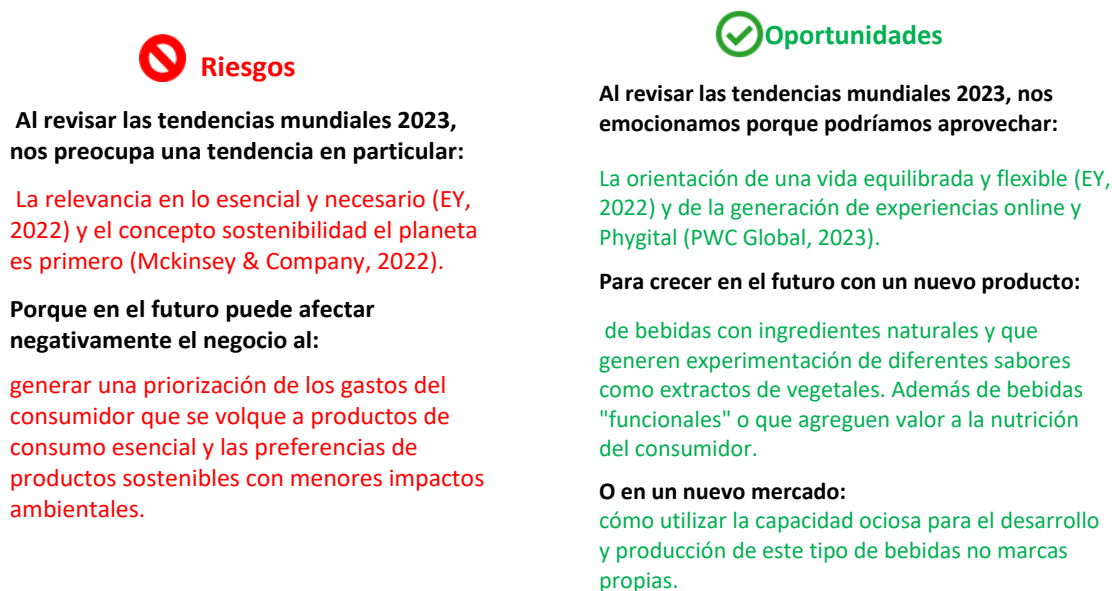 Riesgos
Al revisar las tendencias mundiales 2023,
nos preocupa una tendencia en particular:
La relevancia en lo esencial y necesario (EY,
2022) y el concepto sostenibilidad el planeta
es primero (Mckinsey & Company, 2022).
Porque en el futuro puede afectar
negativamente el negocio al:
generar una priorización de los gastos del
consumidor que se volque a productos de
consumo esencial y las preferencias de
productos sostenibles con menores impactos
ambientales.
Oportunidades
Al revisar las tendencias mundiales 2023, nos
emocionamos porque podríamos aprovechar:
La orientación de una vida equilibrada y flexible (EY,
2022) y de la generación de experiencias online y
Phygital (PWC Global, 2023).
Para crecer en el futuro con un nuevo producto:
de bebidas con ingredientes naturales y que
generen experimentación de diferentes sabores
como extractos de vegetales. Además de bebidas
"funcionales" o que agreguen valor a la nutrición
del consumidor.
O en un nuevo mercado:
cómo utilizar la capacidad ociosa para el desarrollo
y producción de este tipo de bebidas no marcas
propias.